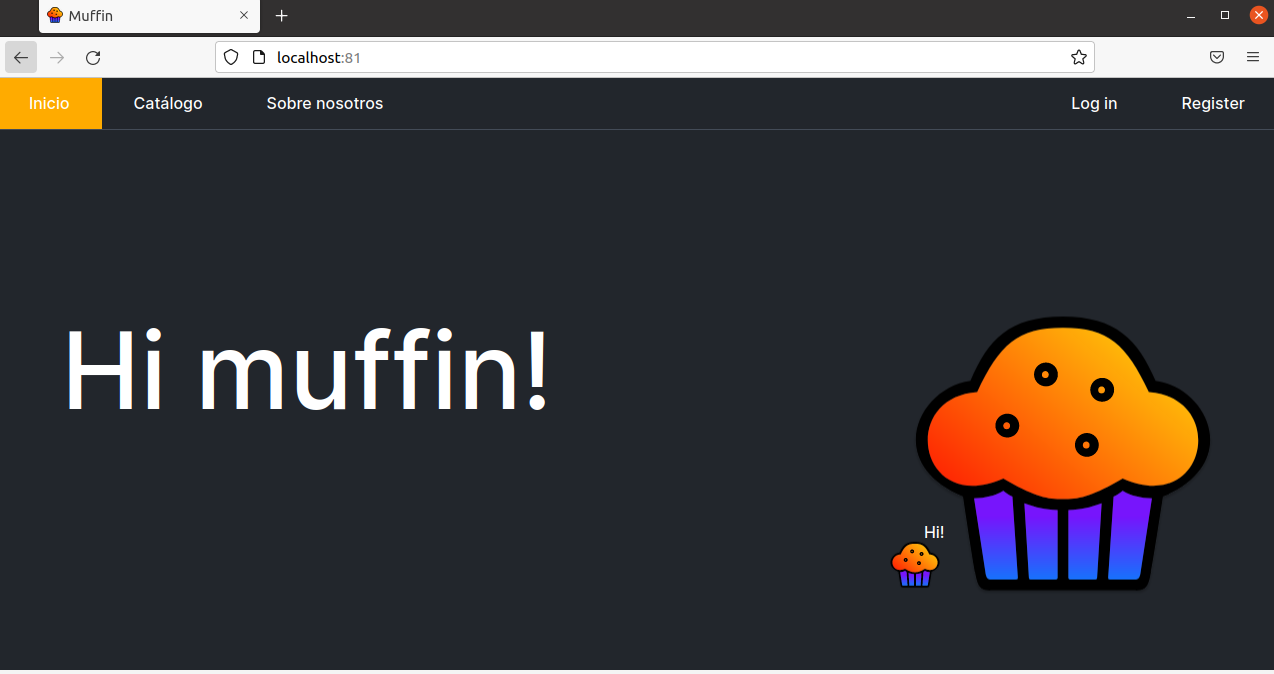 Muffin
localhost:81
Inicio Catálogo Sobre nosotros Log in Register
Hi muffin!
Hi!